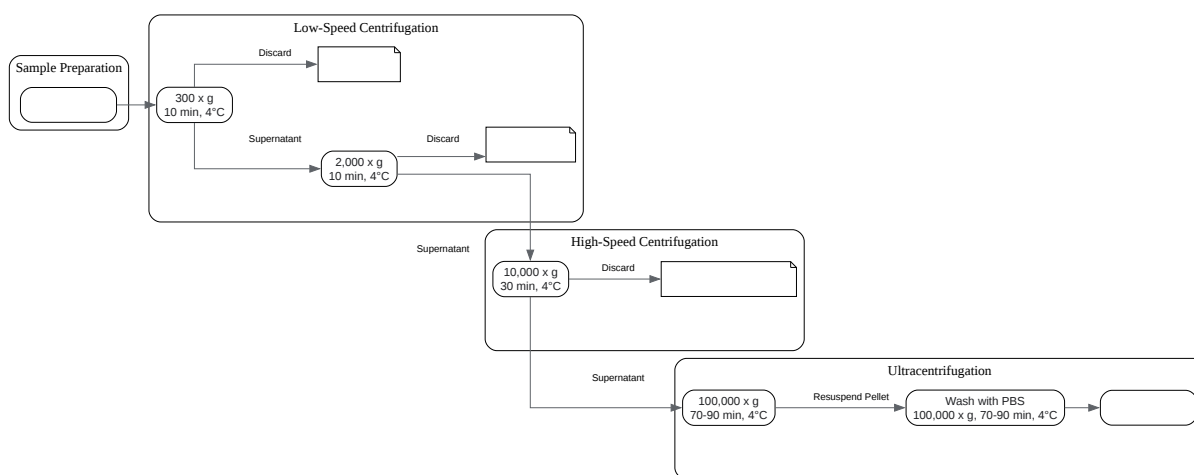 Low-Speed Centrifugation
Discard
Sample Preparation
300 x g
10 min, 4°C
Supernatant
Discard
2,000 x g
10 min, 4°C
High-Speed Centrifugation
Supernatant
10,000 x g
30 min, 4°C
Discard
Ultracentrifugation
Supernatant
100,000 x g
70-90 min, 4°C
Resuspend Pellet
Wash with PBS
100,000 x g, 70-90 min, 4°C